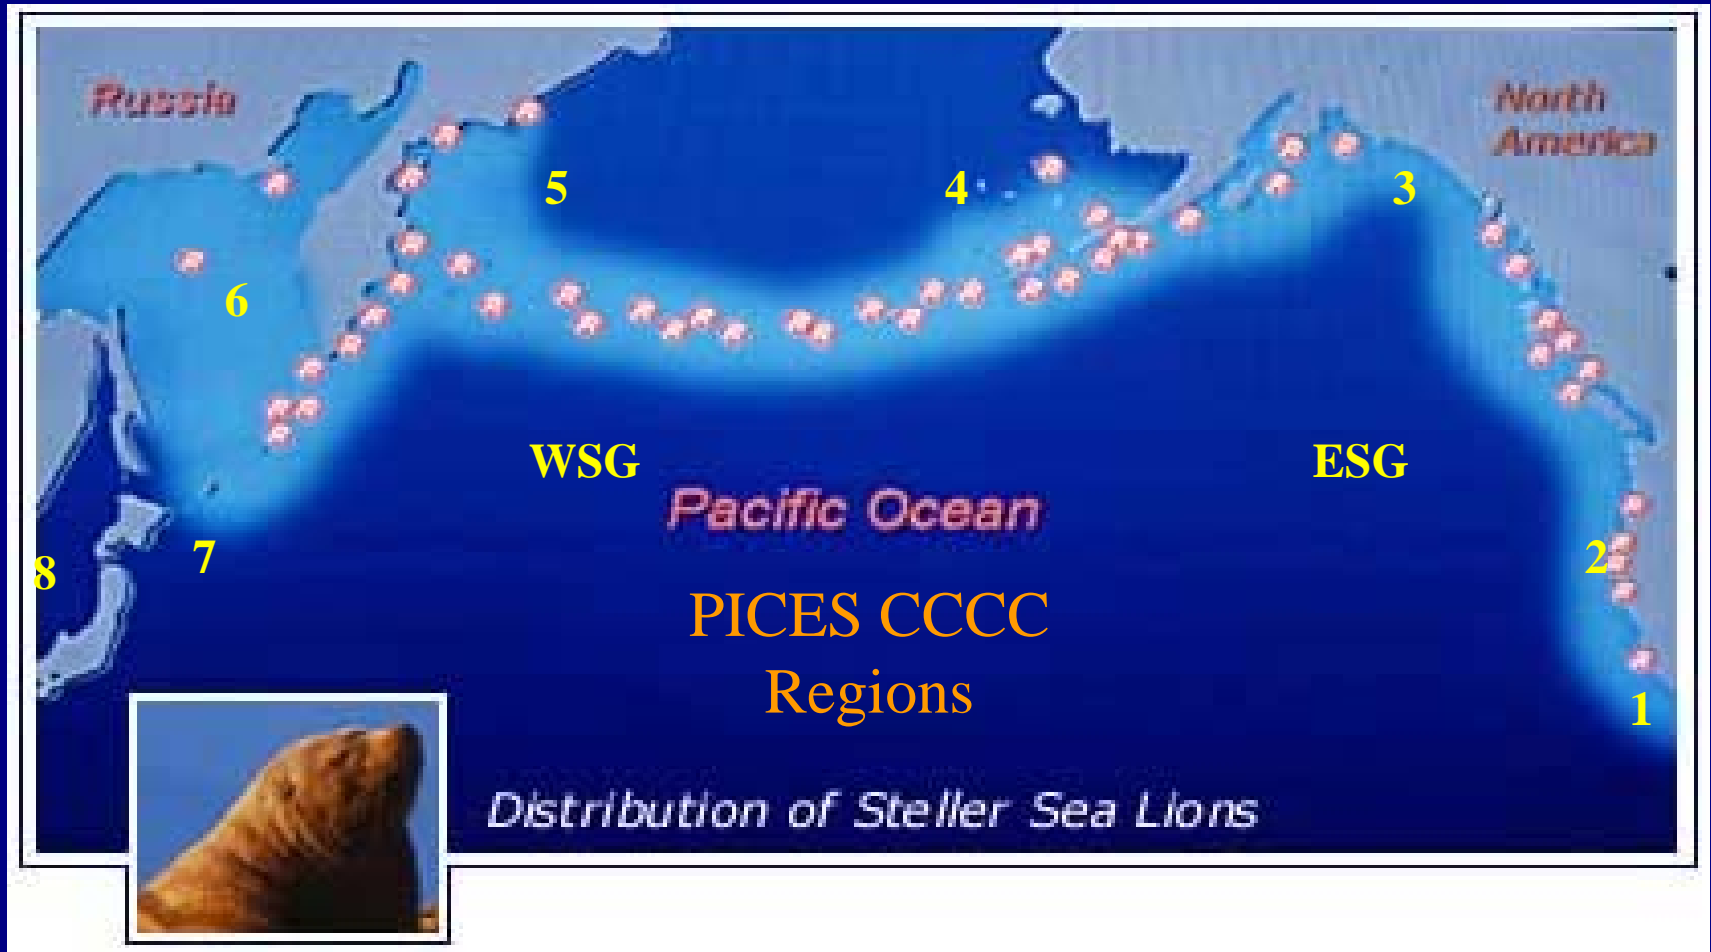 Russia
North
America
5
4
3
6
WSG
ESG
Pacific Ocean
8
7
2
PICES CCCC
Regions
1
Distribution of Steller Sea Lions